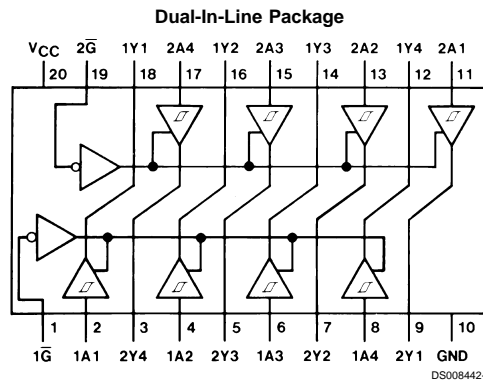 Dual-In-Line Package
VCC 2G̅ 1Y1 2A4 1Y2 2A3 1Y3 2A2 1Y4 2A1
20 19 18 17 16 15 14 13 12 11
1 2 3 4 5 6 7 8 9 10
1G̅ 1A1 2Y4 1A2 2Y3 1A3 2Y2 1A4 2Y1 GND